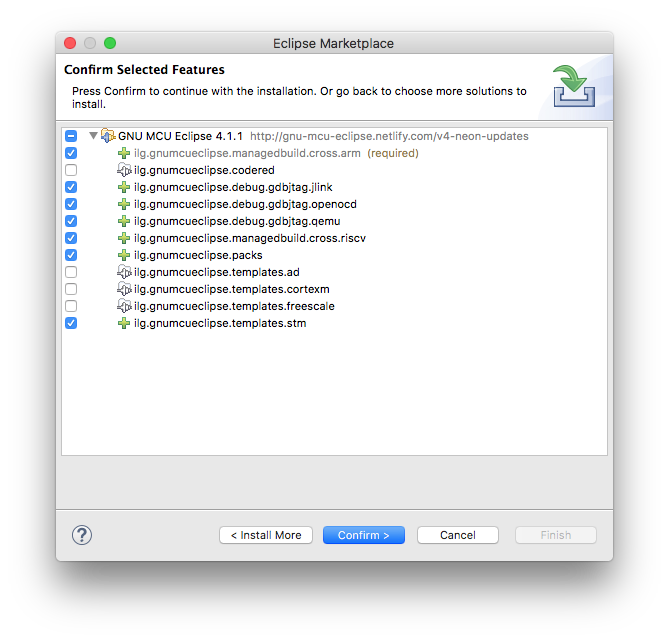 Eclipse Marketplace
Confirm Selected Features
Press Confirm to continue with the installation. Or go back to choose more solutions to
install.
GNU MCU Eclipse 4.1.1 http://gnu-mcu-eclipse.netlify.com/v4-neon-updates
ilg.gnumcueclipse.managedbuild.cross.arm (required)
ilg.gnumcueclipse.codered
ilg.gnumcueclipse.debug.gdbjtag.jlink
ilg.gnumcueclipse.debug.gdbjtag.openocd
ilg.gnumcueclipse.debug.gdbjtag.qemu
ilg.gnumcueclipse.managedbuild.cross.riscv
ilg.gnumcueclipse.packs
ilg.gnumcueclipse.templates.ad
ilg.gnumcueclipse.templates.cortexm
ilg.gnumcueclipse.templates.freescale
ilg.gnumcueclipse.templates.stm
? < Install More Confirm > Cancel Finish